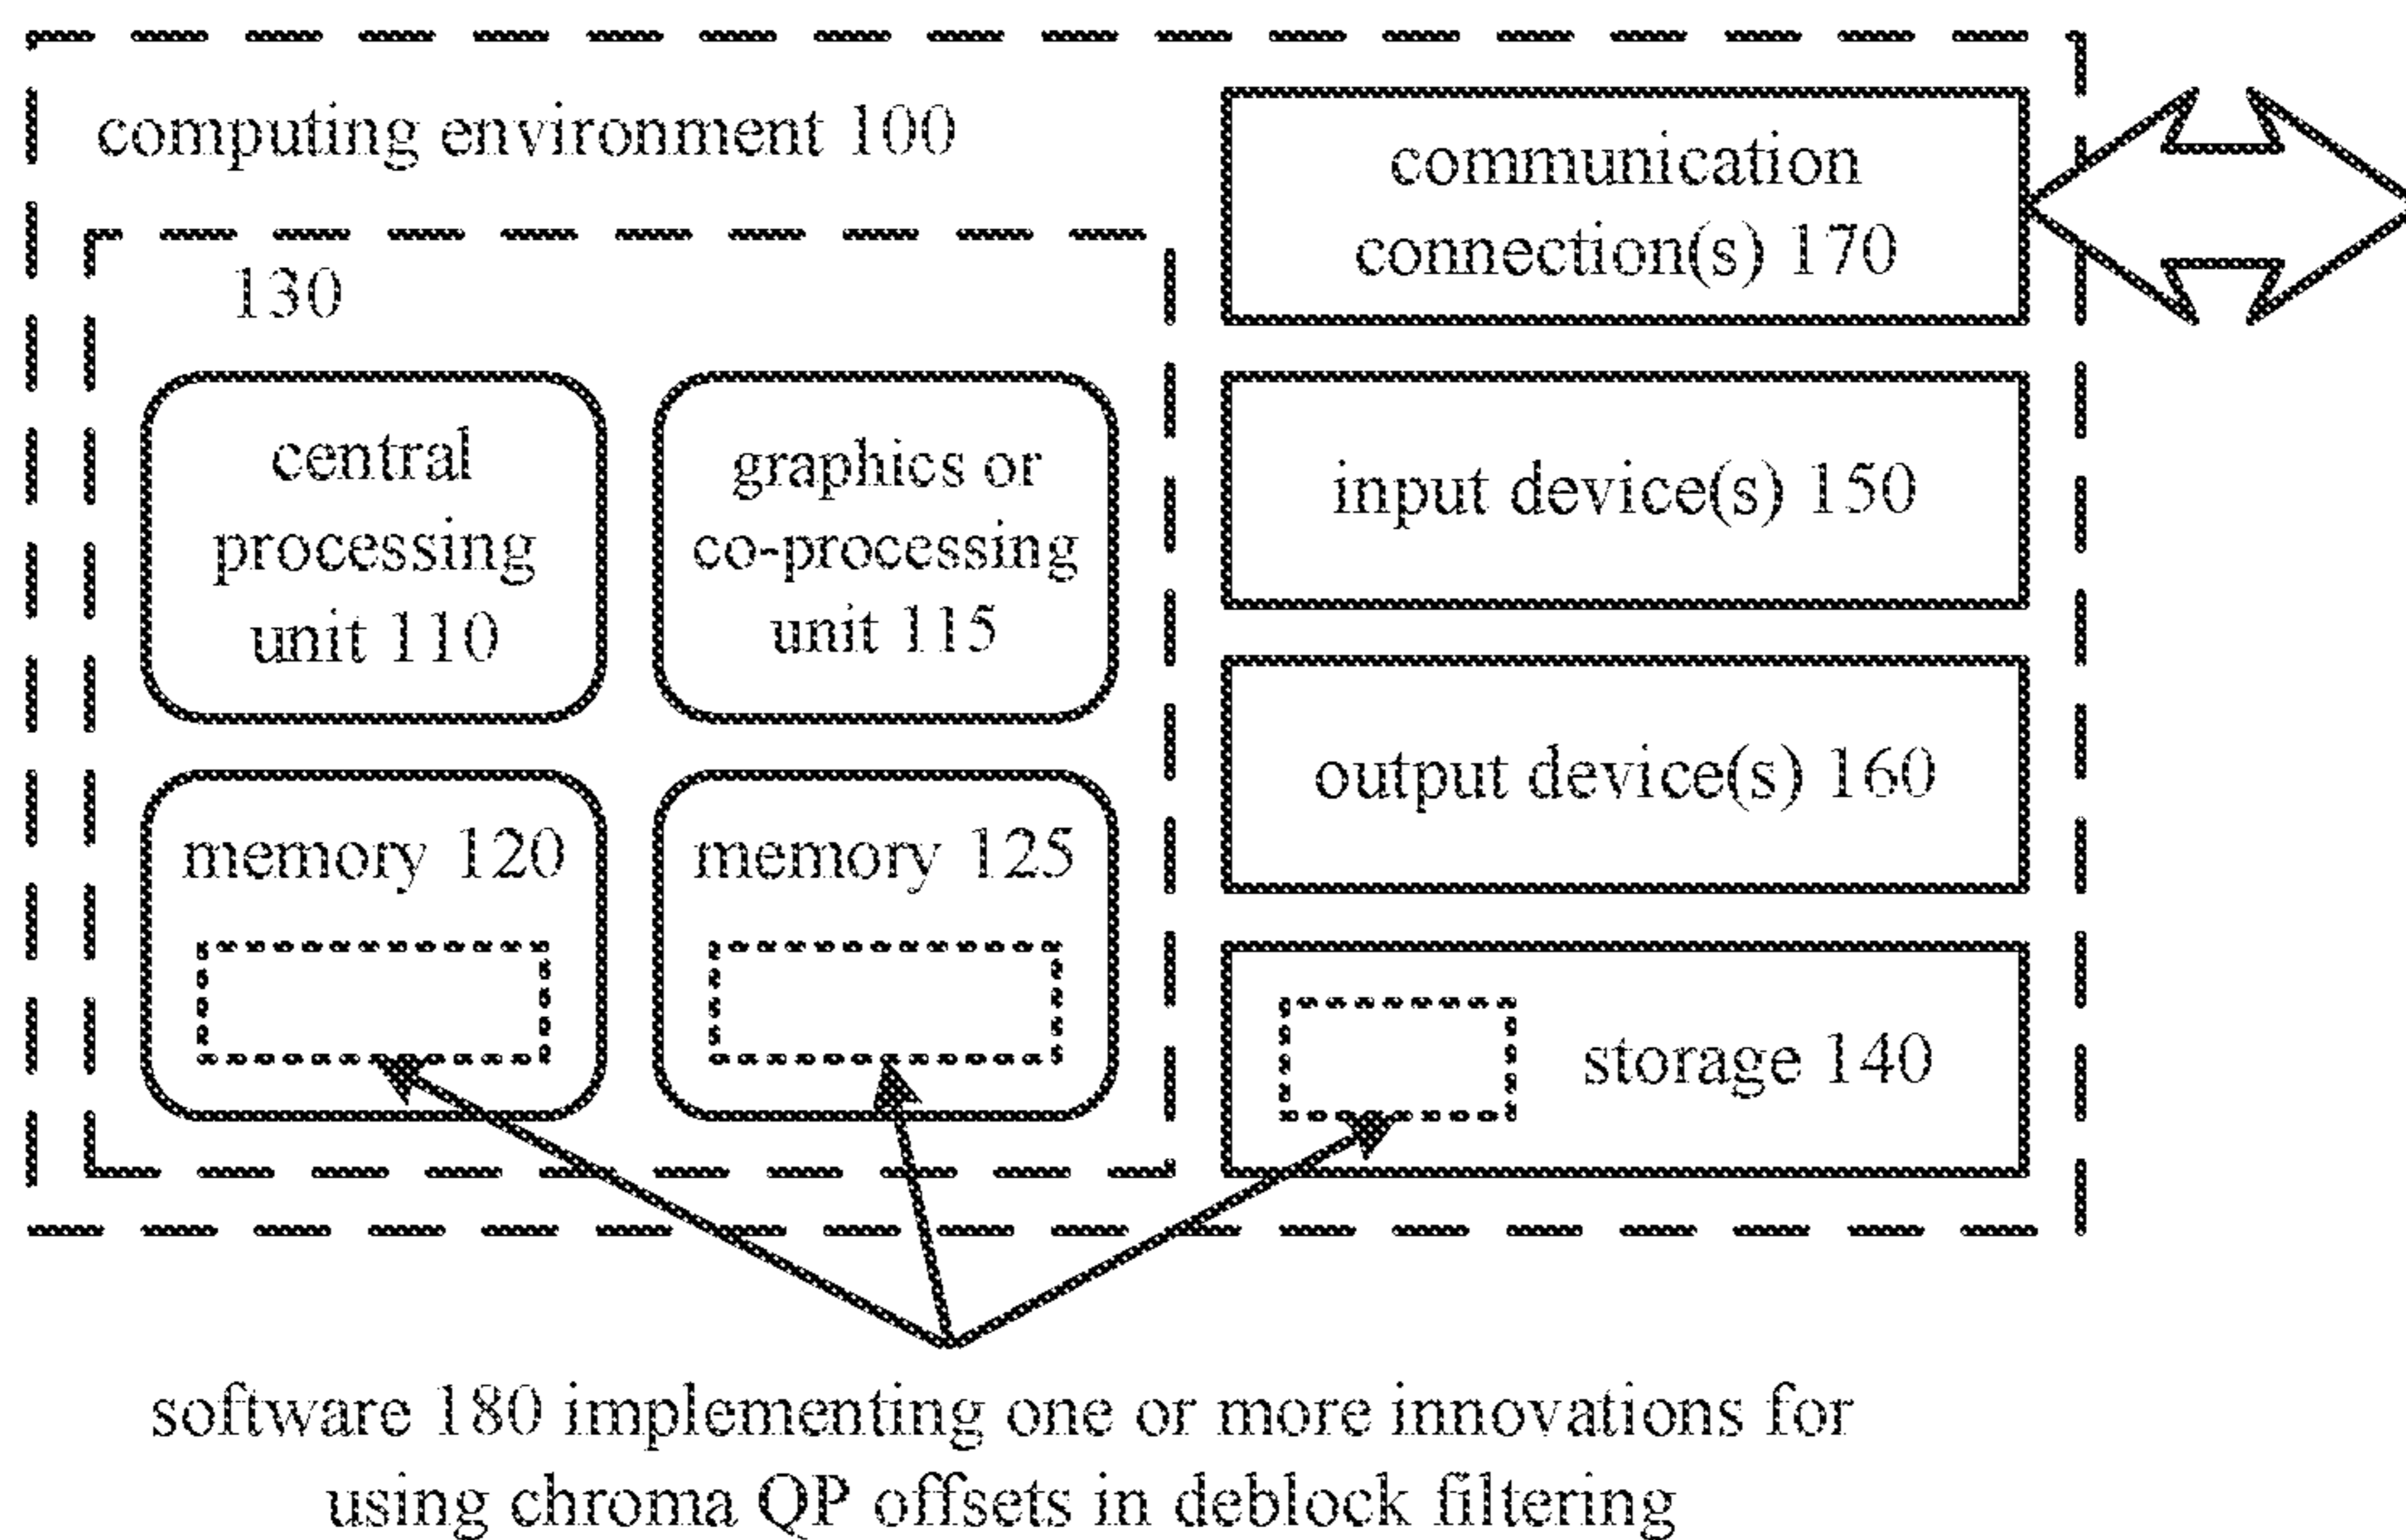 computing environment 100
130
central
processing
unit 110
graphics or
co-processing
unit 115
memory 120
memory 125
communication
connection(s) 170
input device(s) 150
output device(s) 160
storage 140
software 180 implementing one or more innovations for
using chroma QP offsets in deblock filtering